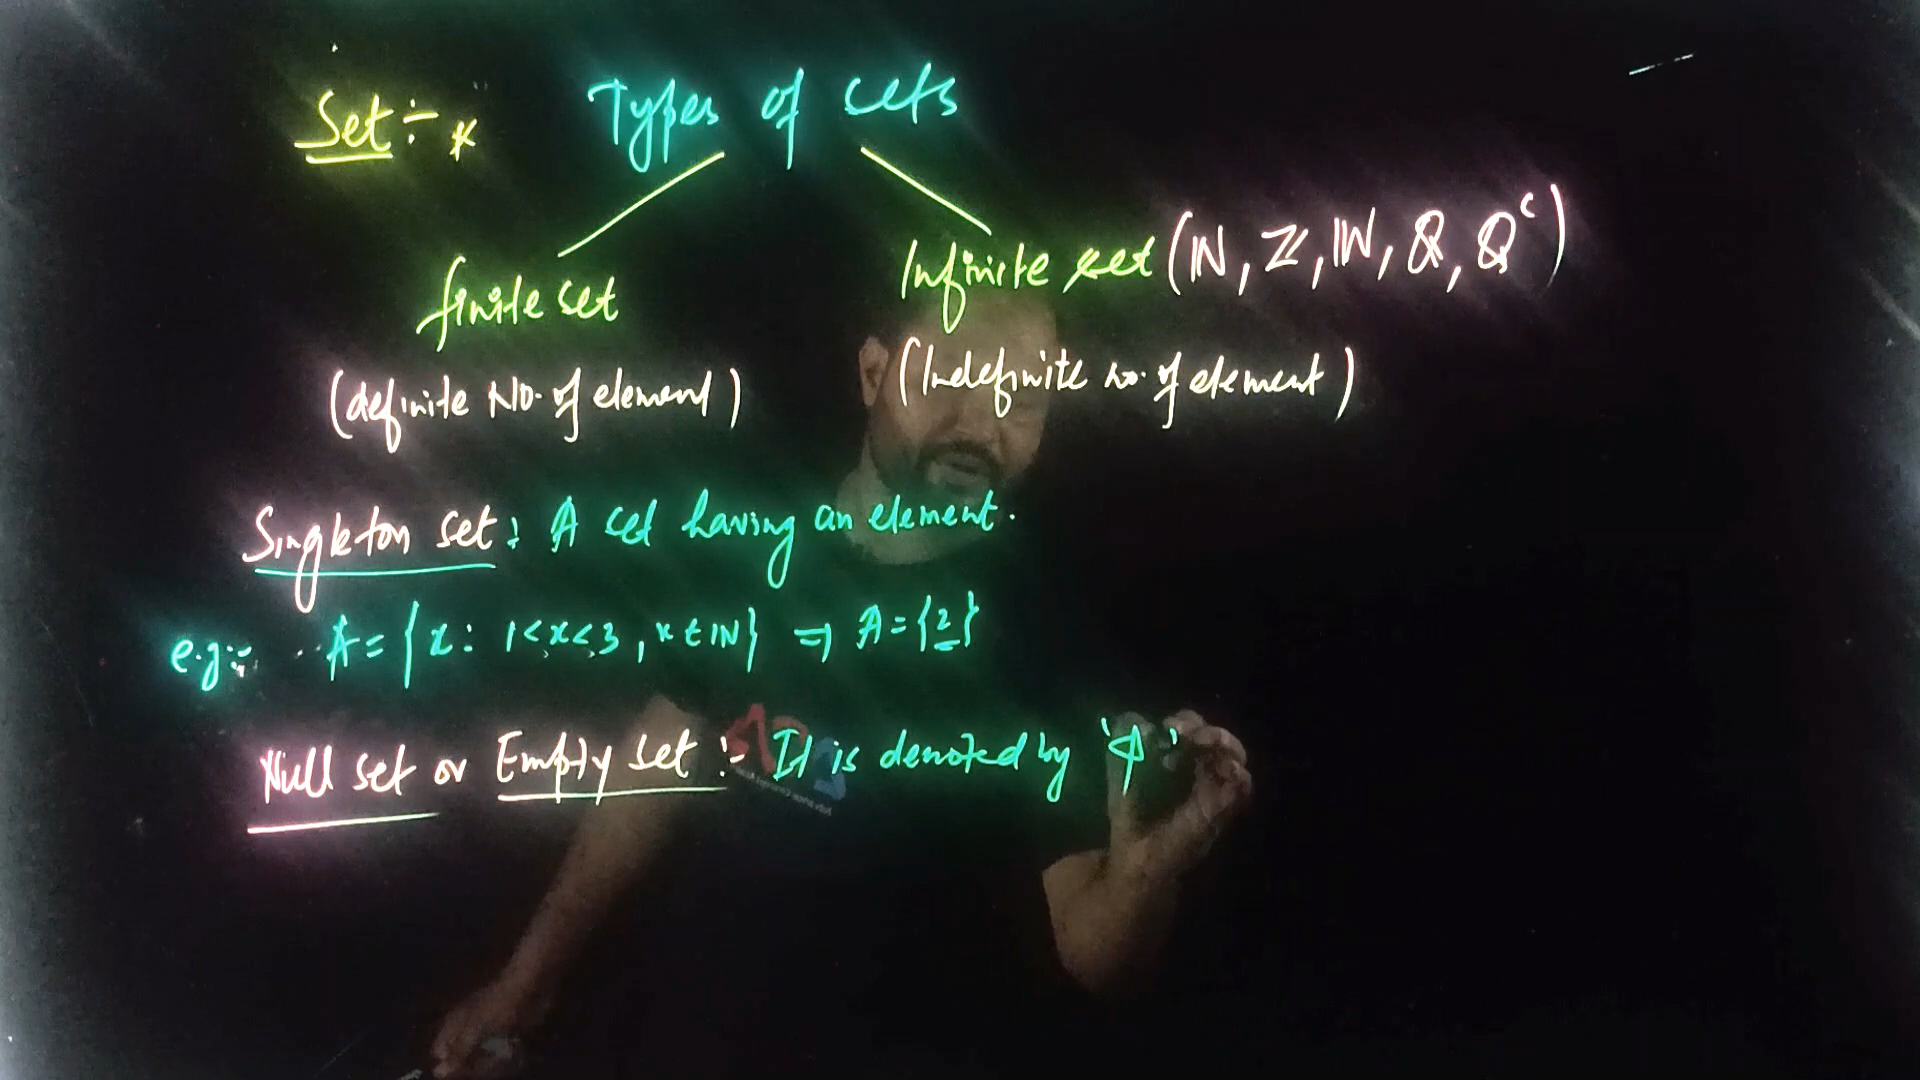 Set ÷ * Types of sets
finite set
Infinite set (ℕ, ℤ, 𝕎, ℚ, ℚᶜ)
(definite No. of element)
(Indefinite no. of element)
Singleton set : A set having an element.
e.g:- A = {x : 1<x<3, x ∈ ℕ} ⇒ A = {2}
Null set or Empty set :- It is denoted by 'ϕ'